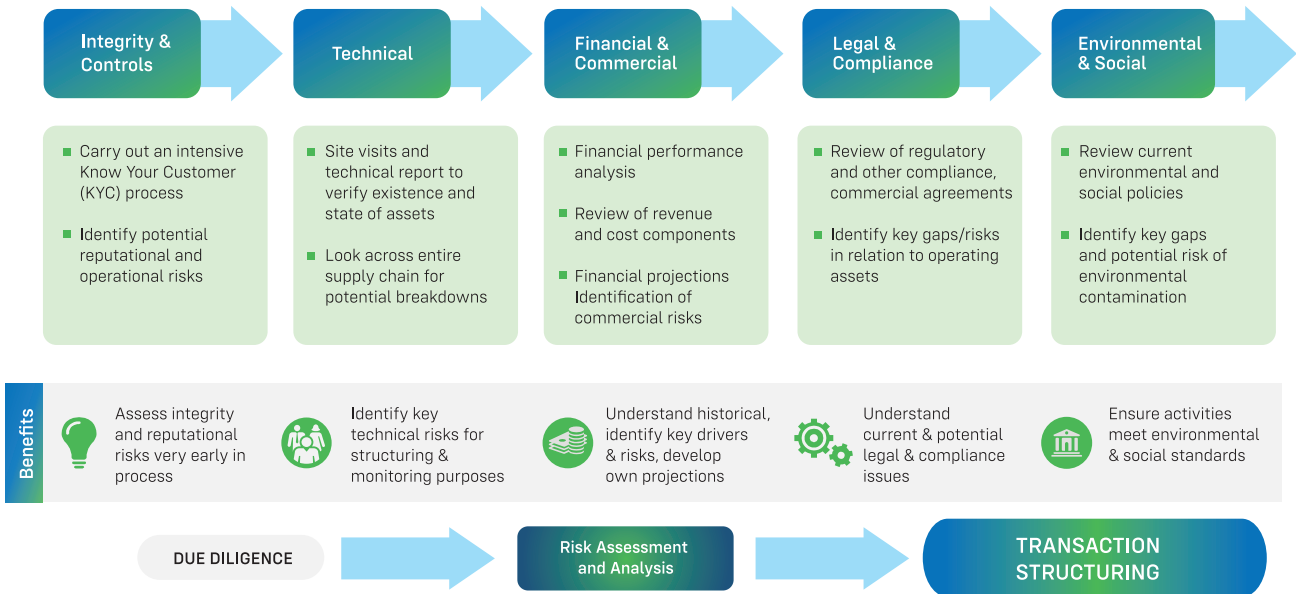 Integrity &
Controls
Technical
Financial &
Commercial
Legal &
Compliance
Environmental
& Social
Carry out an intensive
Know Your Customer
(KYC) process
Identify potential
reputational and
operational risks
Site visits and
technical report to
verify existence and
state of assets
Look across entire
supply chain for
potential breakdowns
Financial performance
analysis
Review of revenue
and cost components
Financial projections
Identification of
commercial risks
Review of regulatory
and other compliance,
commercial agreements
Identify key gaps/risks
in relation to operating
assets
Review current
environmental and
social policies
Identify key gaps
and potential risk of
environmental
contamination
Benefits
Assess integrity
and reputational
risks very early in
process
Identify key
technical risks for
structuring &
monitoring purposes
Understand historical,
identify key drivers
& risks, develop
own projections
Understand
current & potential
legal & compliance
issues
Ensure activities
meet environmental
& social standards
DUE DILIGENCE
Risk Assessment
and Analysis
TRANSACTION
STRUCTURING